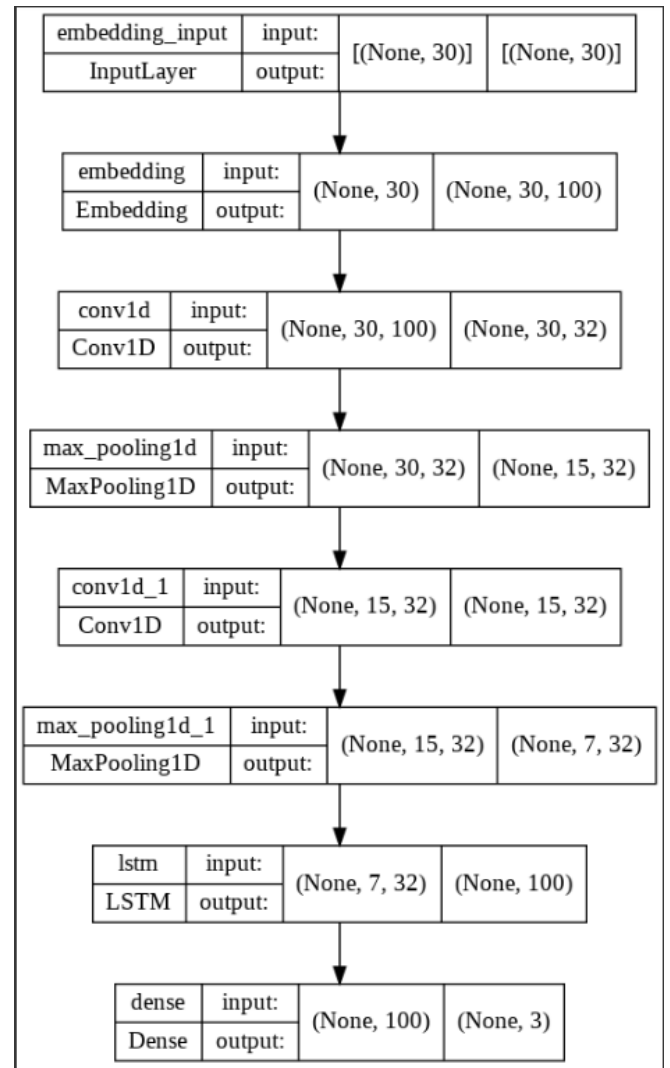 embedding_input input: [(None, 30)] [(None, 30)]
InputLayer output:
embedding input: (None, 30) (None, 30, 100)
Embedding output:
conv1d input: (None, 30, 100) (None, 30, 32)
Conv1D output:
max_pooling1d input: (None, 30, 32) (None, 15, 32)
MaxPooling1D output:
conv1d_1 input: (None, 15, 32) (None, 15, 32)
Conv1D output:
max_pooling1d_1 input: (None, 15, 32) (None, 7, 32)
MaxPooling1D output:
lstm input: (None, 7, 32) (None, 100)
LSTM output:
dense input: (None, 100) (None, 3)
Dense output: